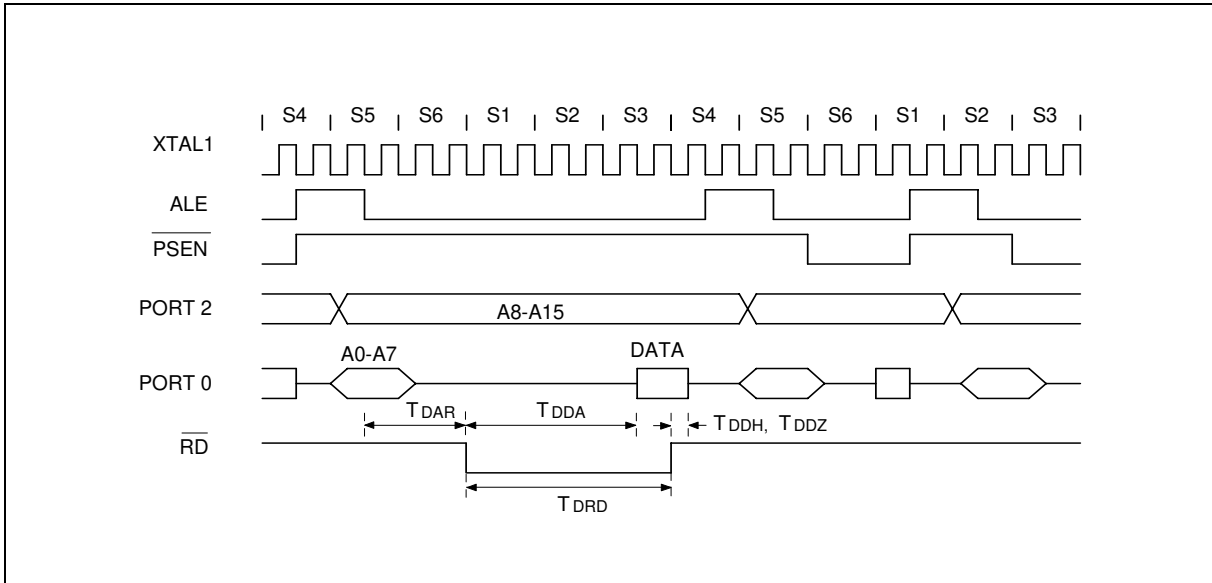 S4 S5 S6 S1 S2 S3 S4 S5 S6 S1 S2 S3
XTAL1
ALE
PSEN
PORT 2
A8-A15
A0-A7
DATA
PORT 0
TDAR
TDDA
TDDH, TDDZ
RD
TDRD